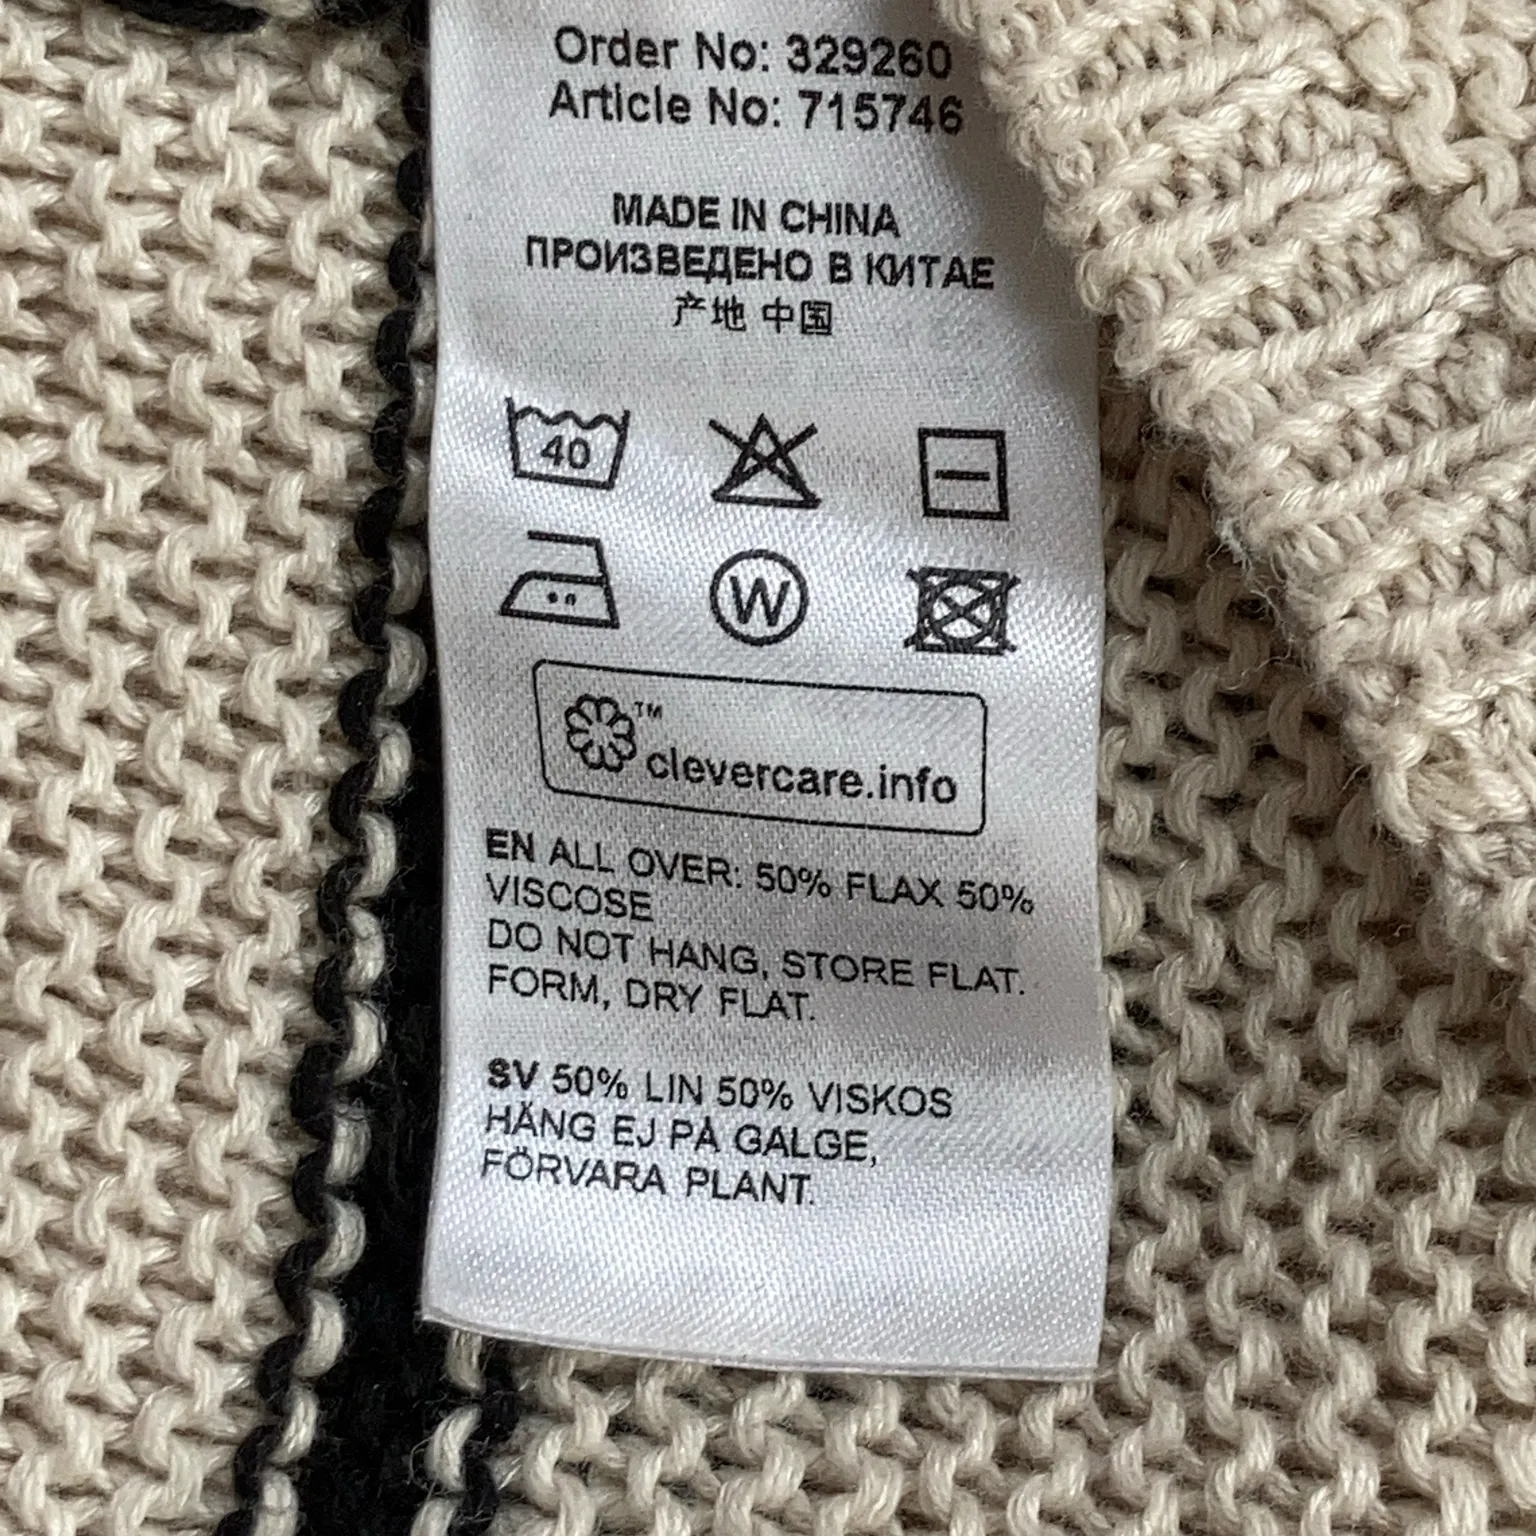 Order No: 329260
Article No: 715746
MADE IN CHINA
ПРОИЗВЕДЕНО В КИТАЕ
产地 中国
40
W
™
clevercare.info
EN ALL OVER: 50% FLAX 50%
VISCOSE
DO NOT HANG, STORE FLAT.
FORM, DRY FLAT.
SV 50% LIN 50% VISKOS
HÄNG EJ PÅ GALGE,
FÖRVARA PLANT.